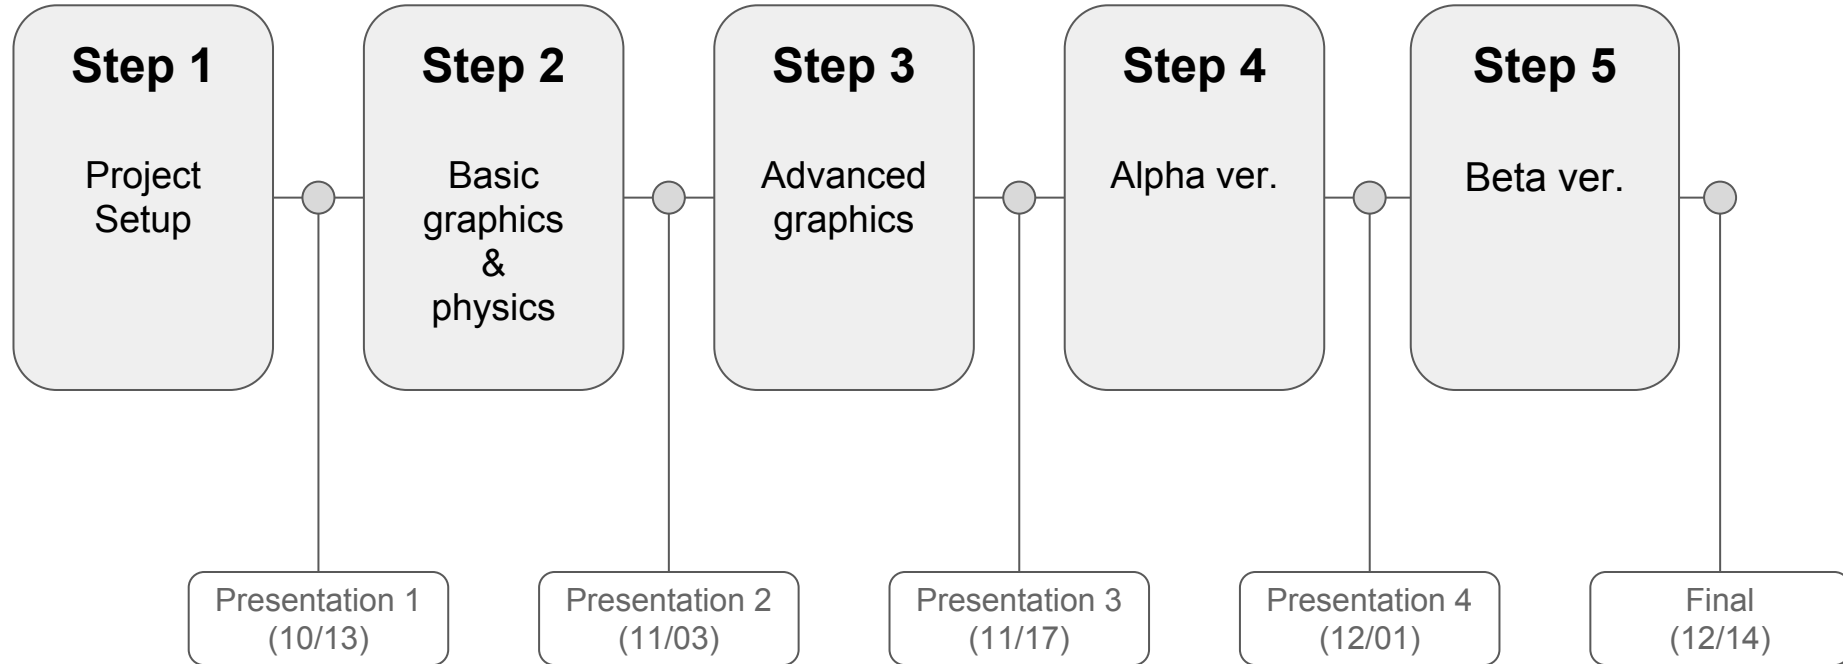 Step 1
Project
Setup
Step 2
Basic
graphics
&
physics
Step 3
Advanced
graphics
Step 4
Alpha ver.
Step 5
Beta ver.
Presentation 1
(10/13)
Presentation 2
(11/03)
Presentation 3
(11/17)
Presentation 4
(12/01)
Final
(12/14)